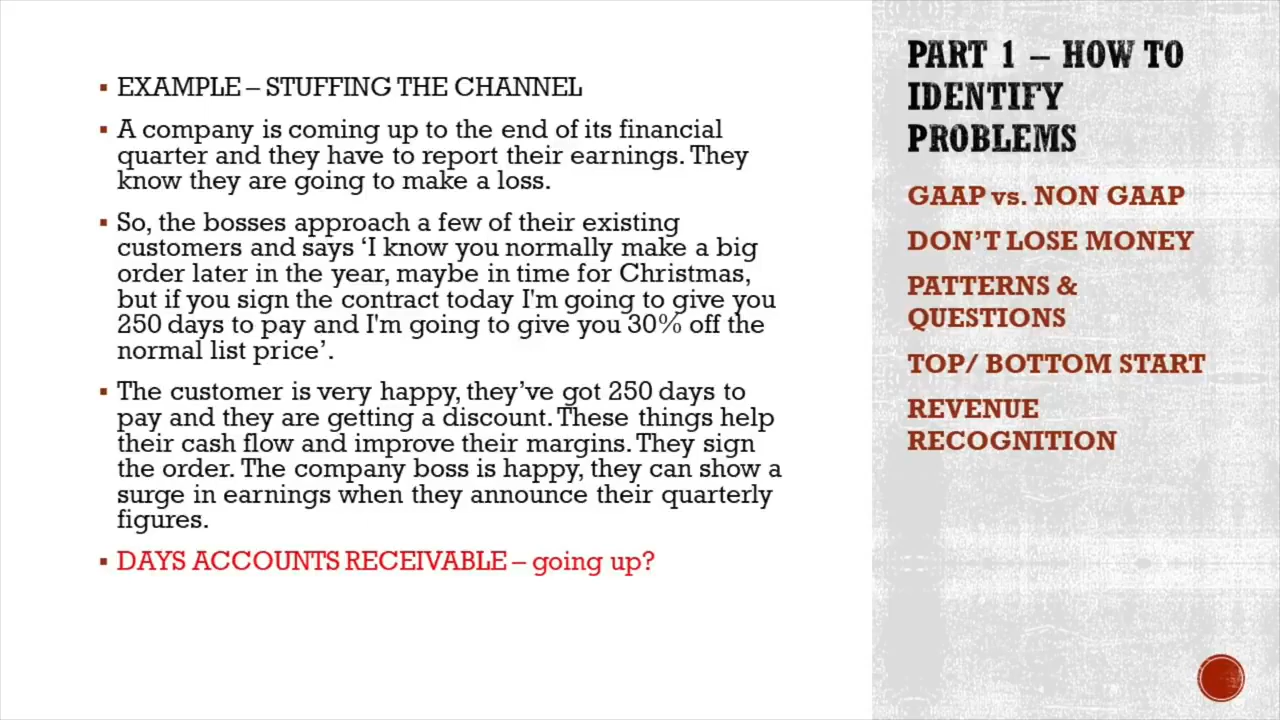 ▪ EXAMPLE – STUFFING THE CHANNEL
▪ A company is coming up to the end of its financial
quarter and they have to report their earnings. They
know they are going to make a loss.
▪ So, the bosses approach a few of their existing
customers and says ‘I know you normally make a big
order later in the year, maybe in time for Christmas,
but if you sign the contract today I'm going to give you
250 days to pay and I'm going to give you 30% off the
normal list price’.
▪ The customer is very happy, they’ve got 250 days to
pay and they are getting a discount. These things help
their cash flow and improve their margins. They sign
the order. The company boss is happy, they can show a
surge in earnings when they announce their quarterly
figures.
▪ DAYS ACCOUNTS RECEIVABLE – going up?
PART 1 – HOW TO
IDENTIFY
PROBLEMS
GAAP vs. NON GAAP
DON’T LOSE MONEY
PATTERNS &
QUESTIONS
TOP/ BOTTOM START
REVENUE
RECOGNITION